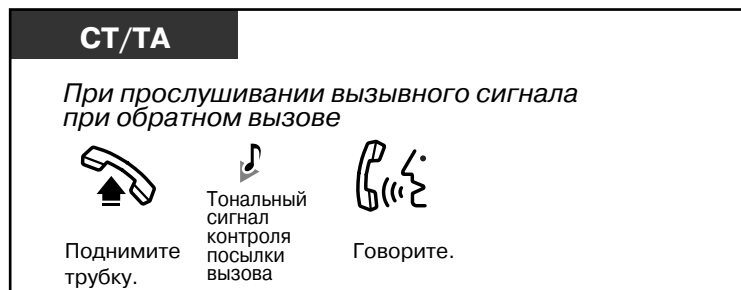 СТ/ТА
При прослушивании вызывного сигнала
при обратном вызове
Поднимите
трубку.
Тональный
сигнал
контроля
посылки
вызова
Говорите.